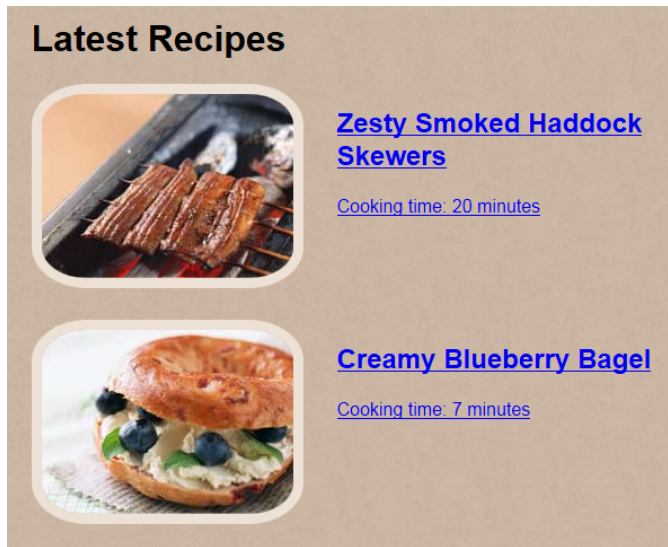 Latest Recipes
Zesty Smoked Haddock
Skewers
Cooking time: 20 minutes
Creamy Blueberry Bagel
Cooking time: 7 minutes